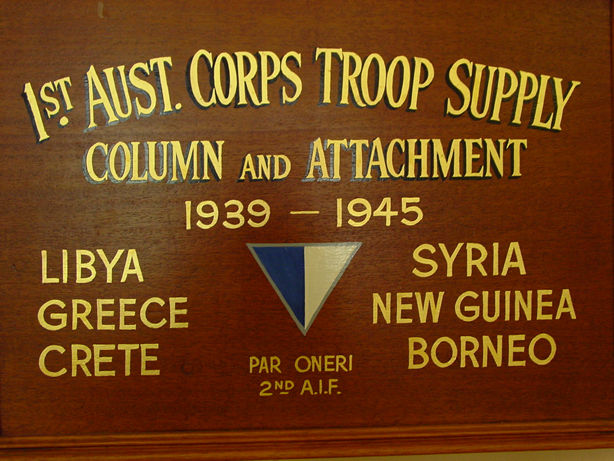 1ST. AUST. CORPS TROOP SUPPLY
COLUMN AND ATTACHMENT
1939 — 1945
LIBYA
GREECE
CRETE
SYRIA
NEW GUINEA
BORNEO
PAR ONERI
2ND A.I.F.